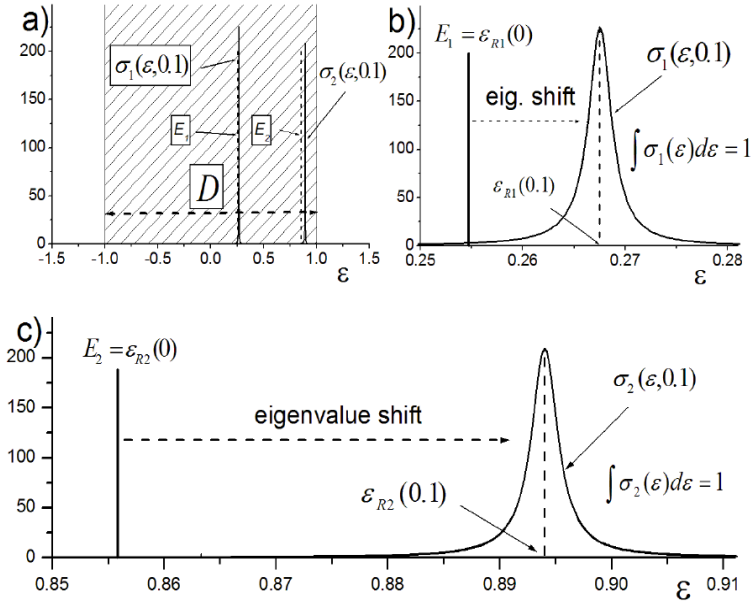 a)
200
150
100
50
0
-1.5 -1.0 -0.5 0.0 0.5 1.0 1.5
ε
σ₁(ε,0.1)
σ₂(ε,0.1)
E₁
E₂
D
b)
200
150
100
50
0
0.25 0.26 0.27 0.28
ε
E₁ = ε_R1(0)
σ₁(ε,0.1)
eig. shift
∫σ₁(ε)dε = 1
ε_R1(0.1)
c)
200
150
100
50
0
0.85 0.86 0.87 0.88 0.89 0.90 0.91
ε
E₂ = ε_R2(0)
σ₂(ε,0.1)
eigenvalue shift
ε_R2(0.1)
∫σ₂(ε)dε = 1